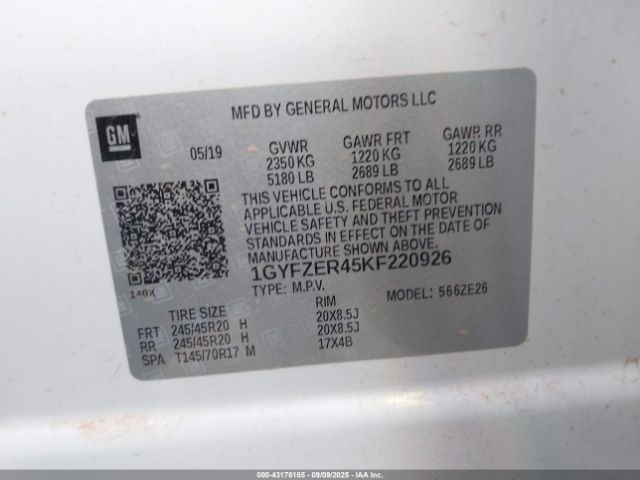 GM
MFD BY GENERAL MOTORS LLC
05/19
GVWR GAWR FRT GAWR RR
2350 KG 1220 KG 1220 KG
5180 LB 2689 LB 2689 LB
THIS VEHICLE CONFORMS TO ALL
APPLICABLE U.S. FEDERAL MOTOR
VEHICLE SAFETY AND THEFT PREVENTION
STANDARDS IN EFFECT ON THE DATE OF
MANUFACTURE SHOWN ABOVE.
1GYFZER45KF220926
140X
TYPE: M.P.V. MODEL: 566ZE26
TIRE SIZE RIM
FRT 245/45R20 H 20X8.5J
RR 245/45R20 H 20X8.5J
SPA T145/70R17 M 17X4B
000-43176185 - 09/09/2025 - IAAI.COM